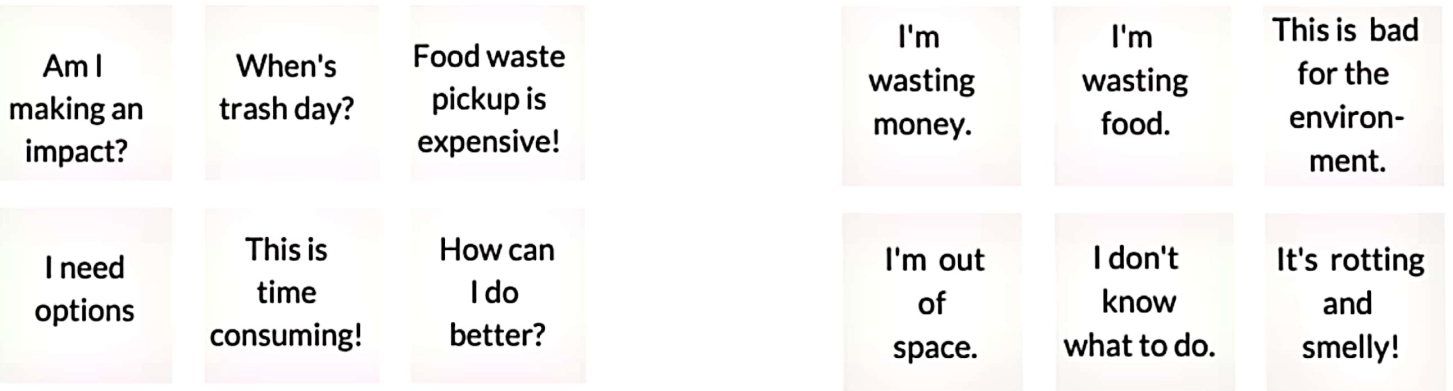 Am I
making an
impact?
When's
trash day?
Food waste
pickup is
expensive!
I'm
wasting
money.
I'm
wasting
food.
This is bad
for the
environ-
ment.
I need
options
This is
time
consuming!
How can
I do
better?
I'm out
of
space.
I don't
know
what to do.
It's rotting
and
smelly!